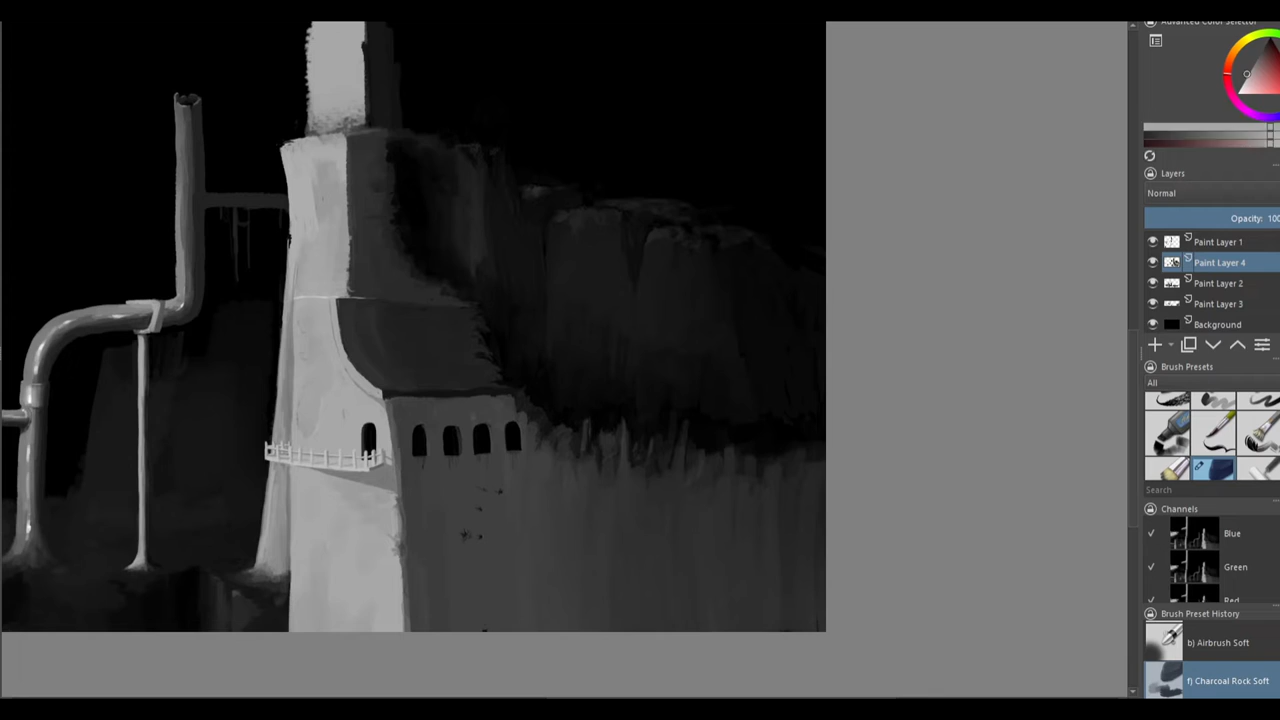 Advanced Color Selector
Layers
Normal
Opacity: 100
Paint Layer 1
Paint Layer 4
Paint Layer 2
Paint Layer 3
Background
Brush Presets
All
Search
Channels
Blue
Green
Red
Brush Preset History
b) Airbrush Soft
f) Charcoal Rock Soft